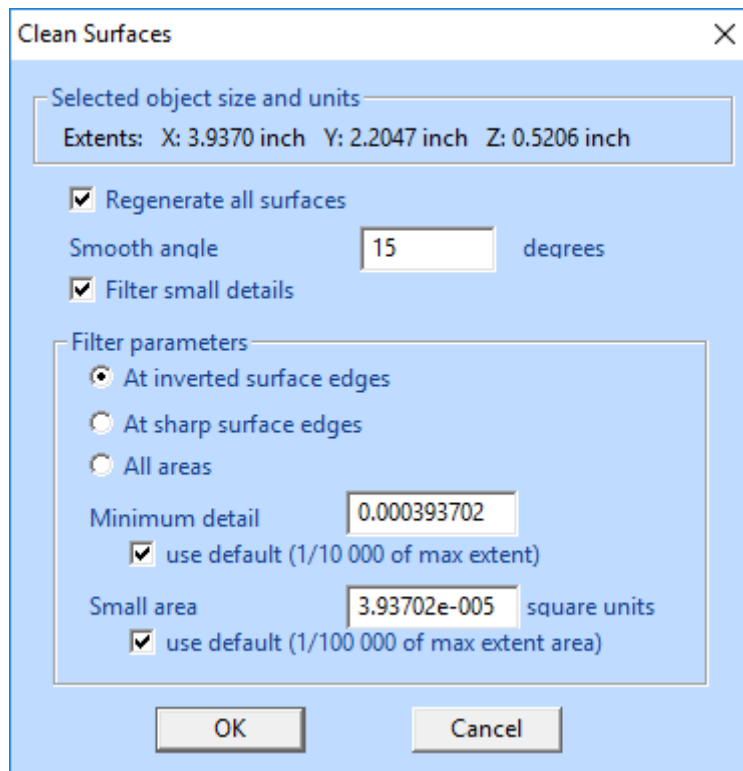 Clean Surfaces
Selected object size and units
Extents: X: 3.9370 inch Y: 2.2047 inch Z: 0.5206 inch
Regenerate all surfaces
Smooth angle 15 degrees
Filter small details
Filter parameters
At inverted surface edges
At sharp surface edges
All areas
Minimum detail 0.000393702
use default (1/10 000 of max extent)
Small area 3.93702e-005 square units
use default (1/100 000 of max extent area)
OK Cancel